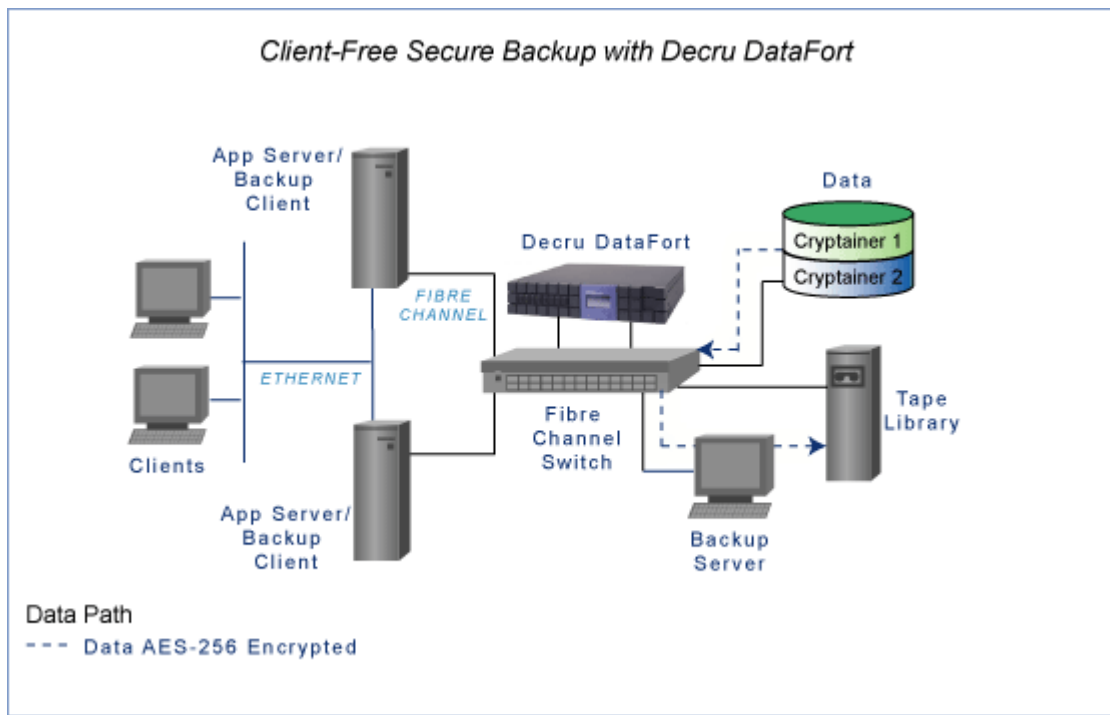 Client-Free Secure Backup with Decru DataFort
App Server/
Backup
Client
Data
Decru DataFort
Cryptainer 1
Cryptainer 2
FIBRE
CHANNEL
ETHERNET
Clients
Fibre
Channel
Switch
Tape
Library
App Server/
Backup
Client
Backup
Server
Data Path
Data AES-256 Encrypted